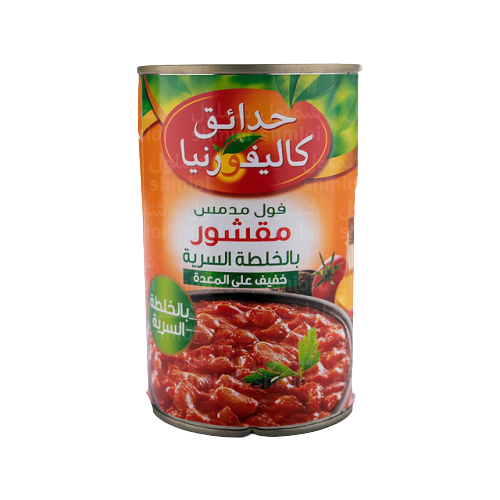 حدائق
كاليفورنيا
فول مدمس
مقشور
بالخلطة السرية
خفيف على المعدة
بالخلطة
السرية